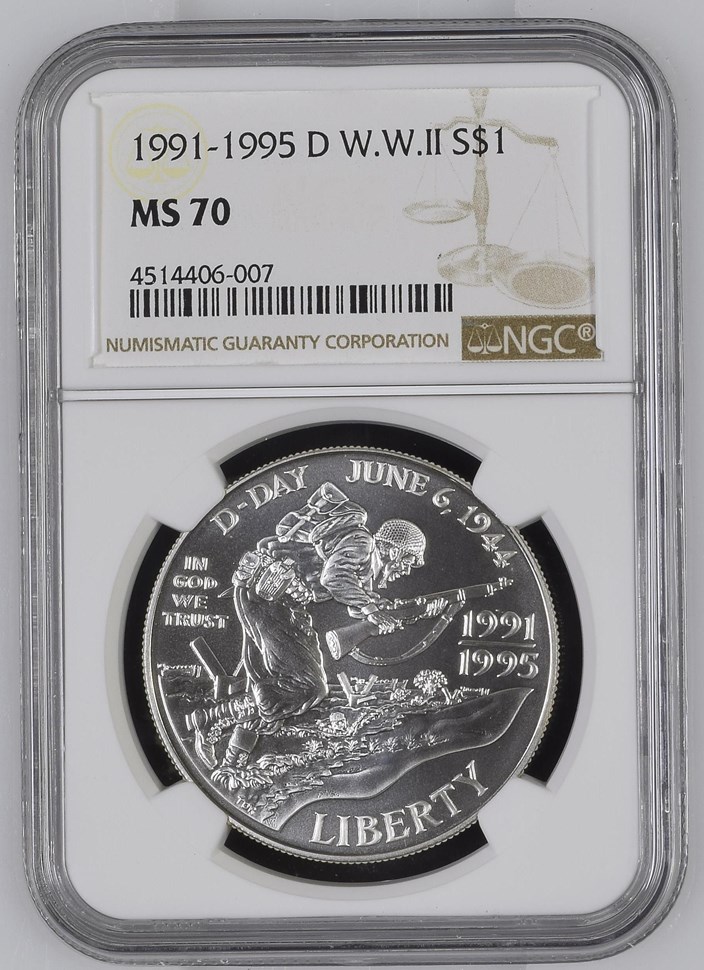 1991-1995 D W.W.II S$1
MS 70
4514406-007
NUMISMATIC GUARANTY CORPORATION
NGC®
D-DAY JUNE 6, 1944
IN
GOD
WE
TRUST
1991
1995
LIBERTY